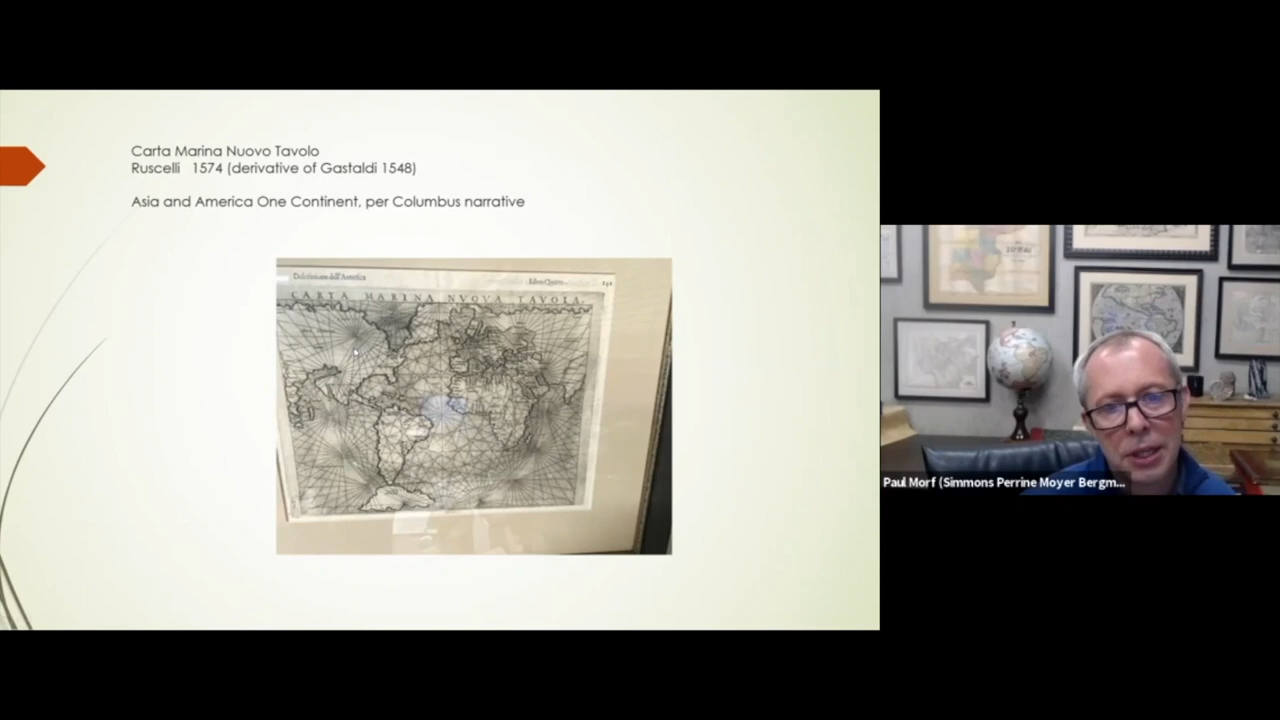 Carta Marina Nuovo Tavolo
Ruscelli 1574 (derivative of Gastaldi 1548)
Asia and America One Continent, per Columbus narrative
CARTA MARINA NVOVA TAVOLA.
Paul Morf (Simmons Perrine Moyer Bergm...